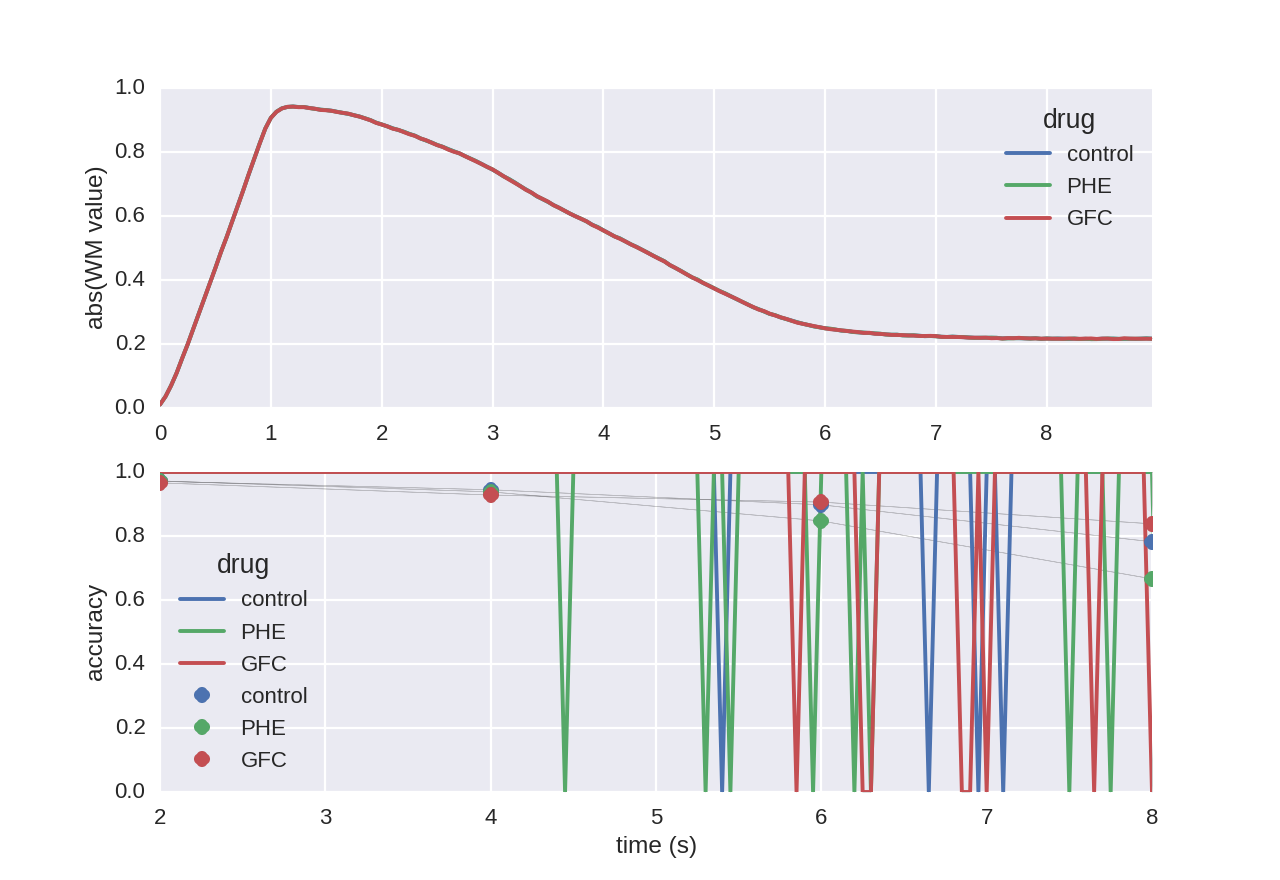 1.0
0.8
0.6
0.4
0.2
0.0
abs(WM value)
drug
control
PHE
GFC
0 1 2 3 4 5 6 7 8
1.0
0.8
0.6
0.4
0.2
0.0
accuracy
drug
control
PHE
GFC
control
PHE
GFC
2 3 4 5 6 7 8
time (s)